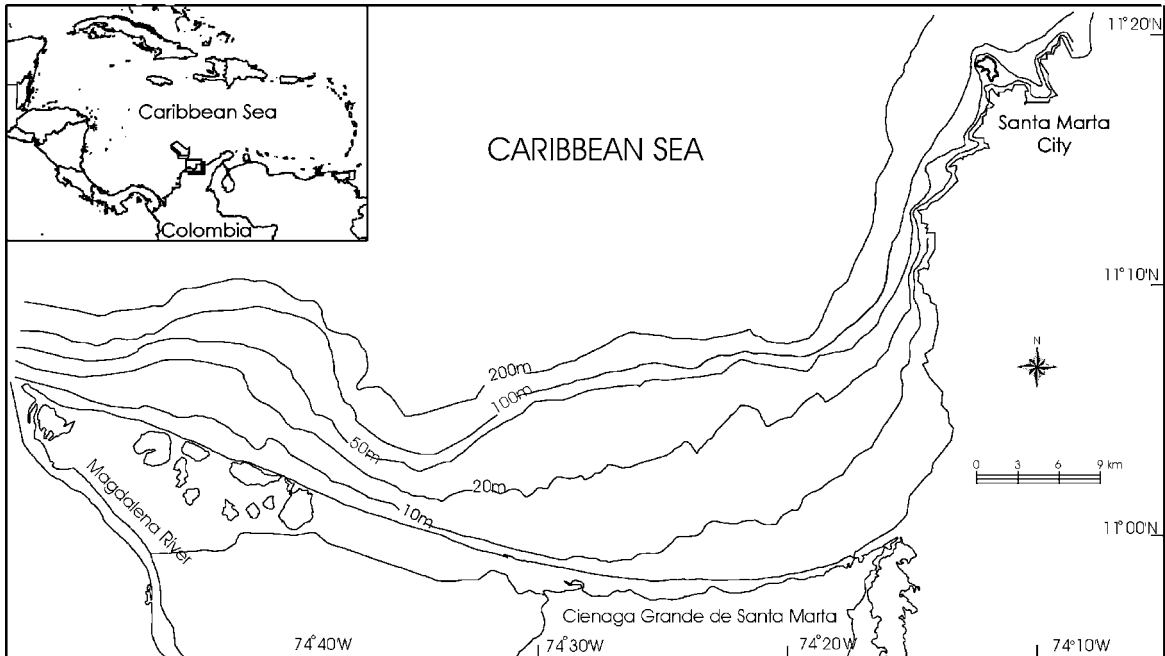 Caribbean Sea
Colombia
CARIBBEAN SEA
Santa Marta
City
11°20'N
11°10'N
11°00'N
N
200m
100m
50m
20m
10m
0 3 6 9 km
Magdalena River
Cienaga Grande de Santa Marta
74°40'W
74°30'W
74°20'W
74°10'W